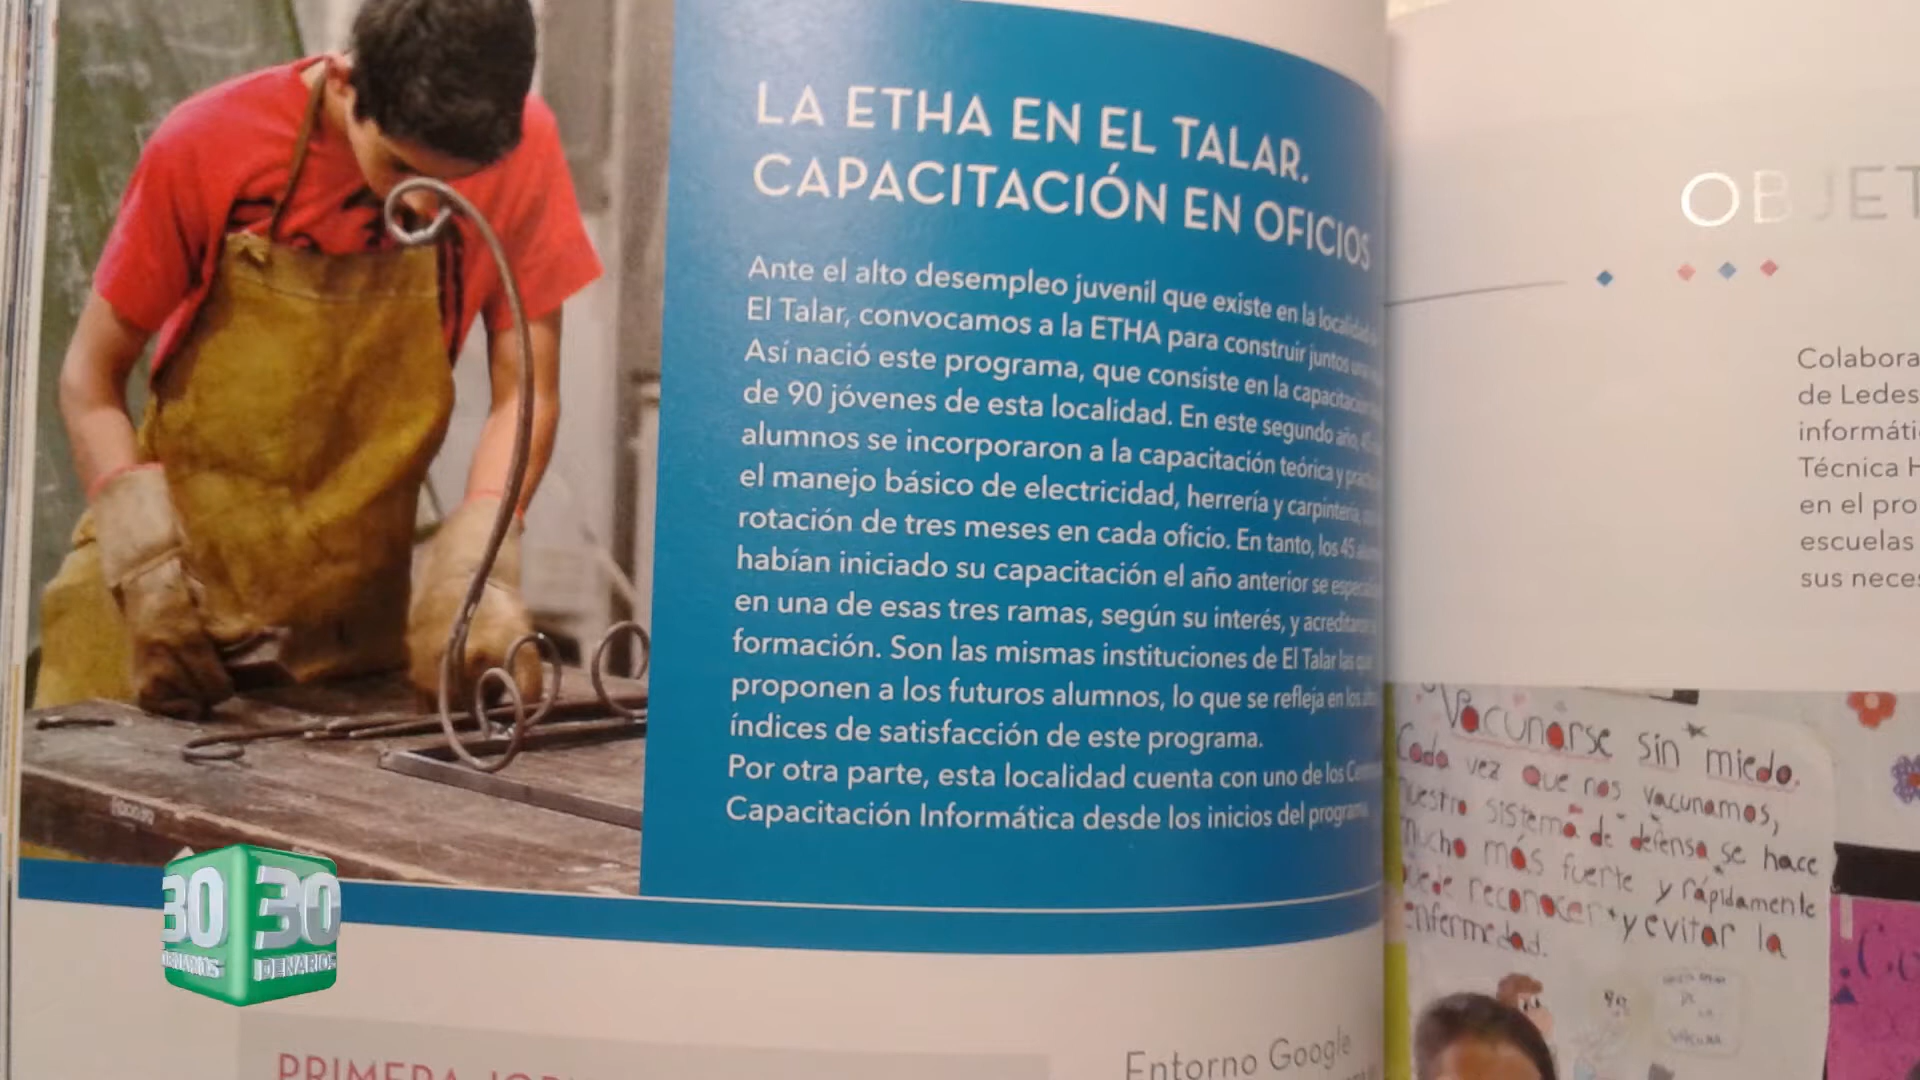 LA ETHA EN EL TALAR.
CAPACITACIÓN EN OFICIOS
Ante el alto desempleo juvenil que existe en la localidad
El Talar, convocamos a la ETHA para construir juntos
Así nació este programa, que consiste en la capacitación
de 90 jóvenes de esta localidad. En este segundo año,
alumnos se incorporaron a la capacitación teórica y
el manejo básico de electricidad, herrería y carpintería,
rotación de tres meses en cada oficio. En tanto, los 45
habían iniciado su capacitación el año anterior se
en una de esas tres ramas, según su interés, y
formación. Son las mismas instituciones de El Talar las que
proponen a los futuros alumnos, lo que se refleja en los
índices de satisfacción de este programa.
Por otra parte, esta localidad cuenta con uno de los
Capacitación Informática desde los inicios del programa
PRIMERA
Entorno Google
OBJET
Colabora
de Ledes
informáti
Técnica H
en el pro
escuelas
sus neces
Vacunarse sin miedo.
Cada vez que nos vacunamos,
nuestro sistema de defensa se hace
mucho más fuerte y rápidamente
puede reconocer y evitar la
enfermedad.
30 30
DENARIOS